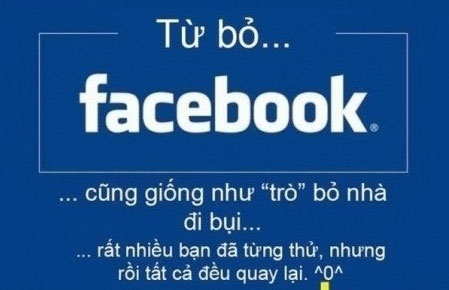 Từ bỏ...
facebook®
... cũng giống như “trò” bỏ nhà
đi bụi...
... rất nhiều bạn đã từng thử, nhưng
rồi tất cả đều quay lại. ^0^